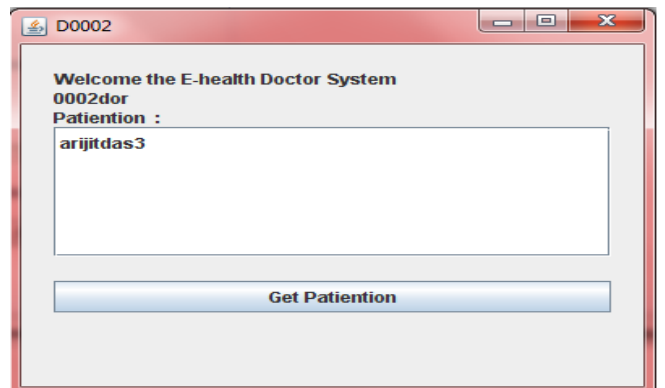 D0002
Welcome the E-health Doctor System
0002dor
Patiention :
arijitdas3
Get Patiention